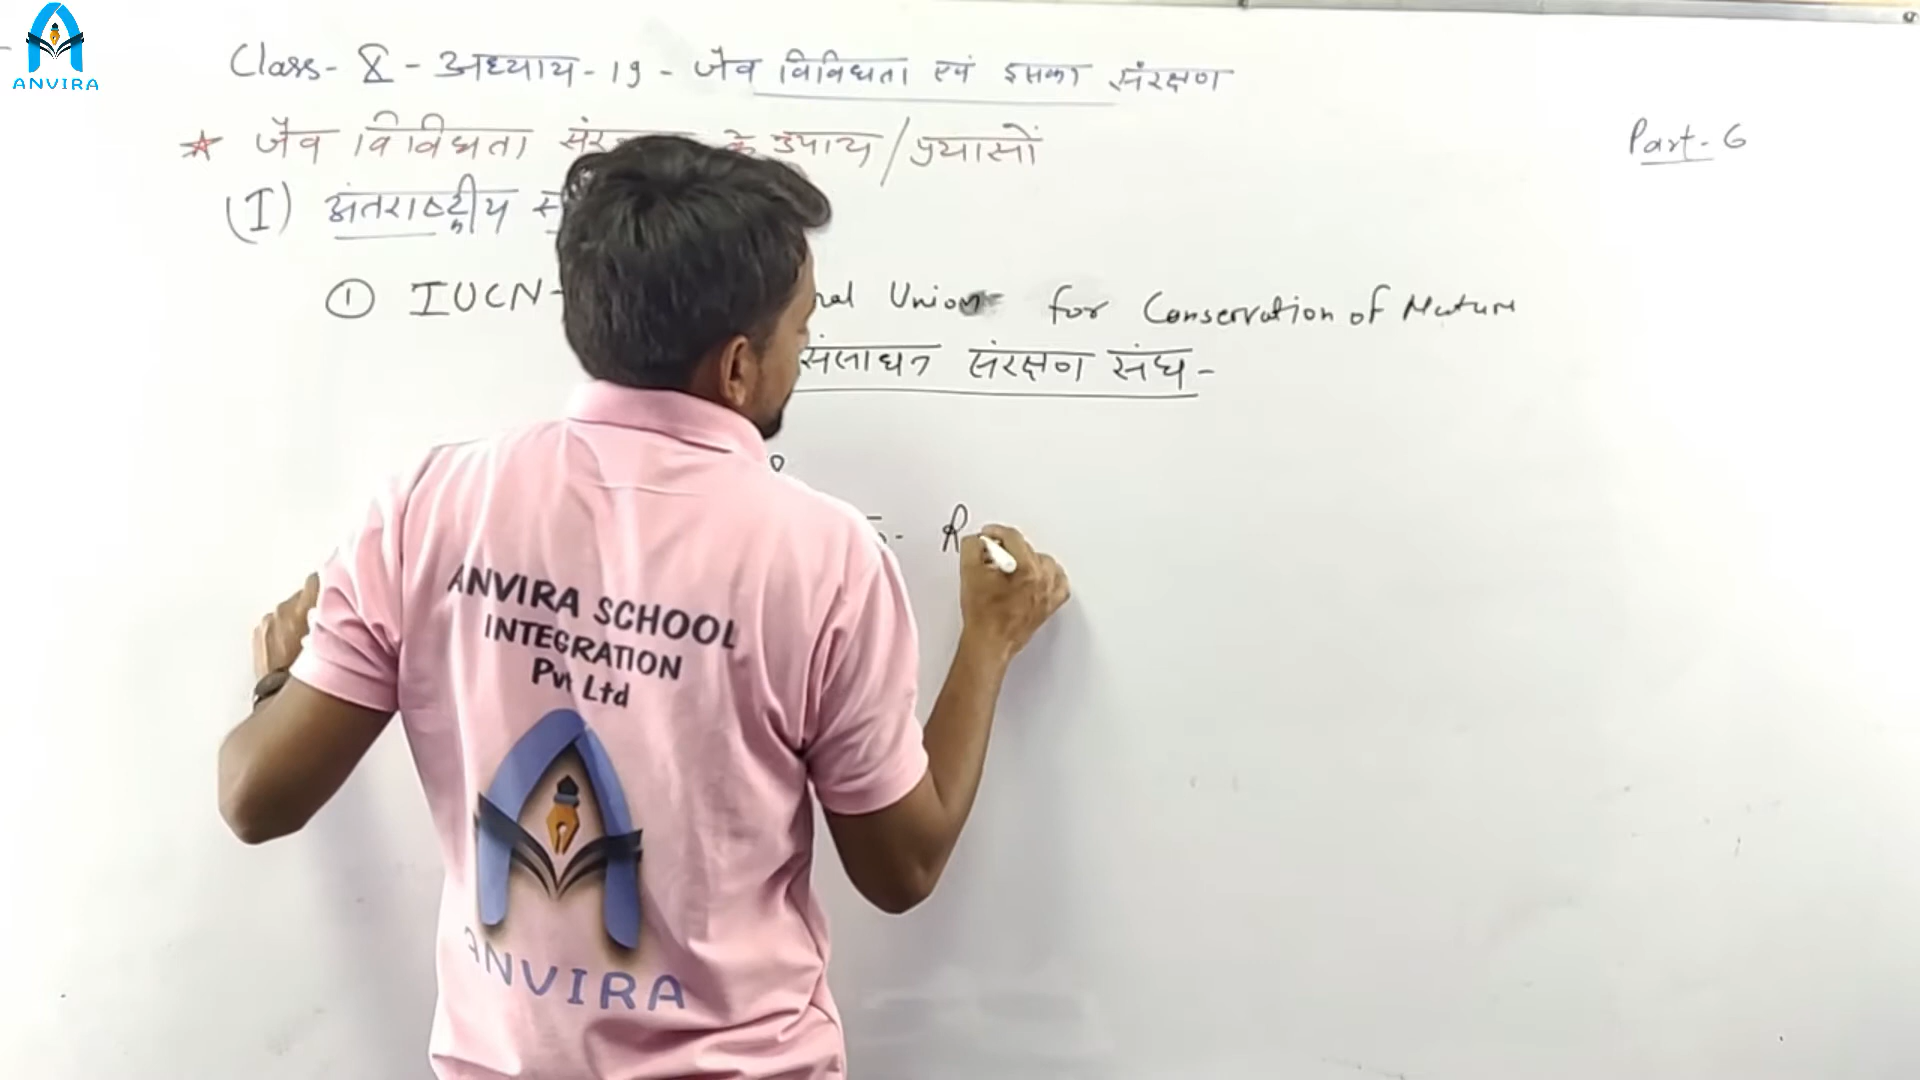 ANVIRA
Class- X - अध्याय - 19 - जैव विविधता एवं इसका संरक्षण
★ जैव विविधता के उपाय / प्रयासों
Part- 6
(I) अंतराष्ट्रीय
① IUCN- Union for Conservation of Nature
संसाधन संरक्षण संघ -
R
ANVIRA SCHOOL
INTEGRATION
Pvt Ltd
ANVIRA